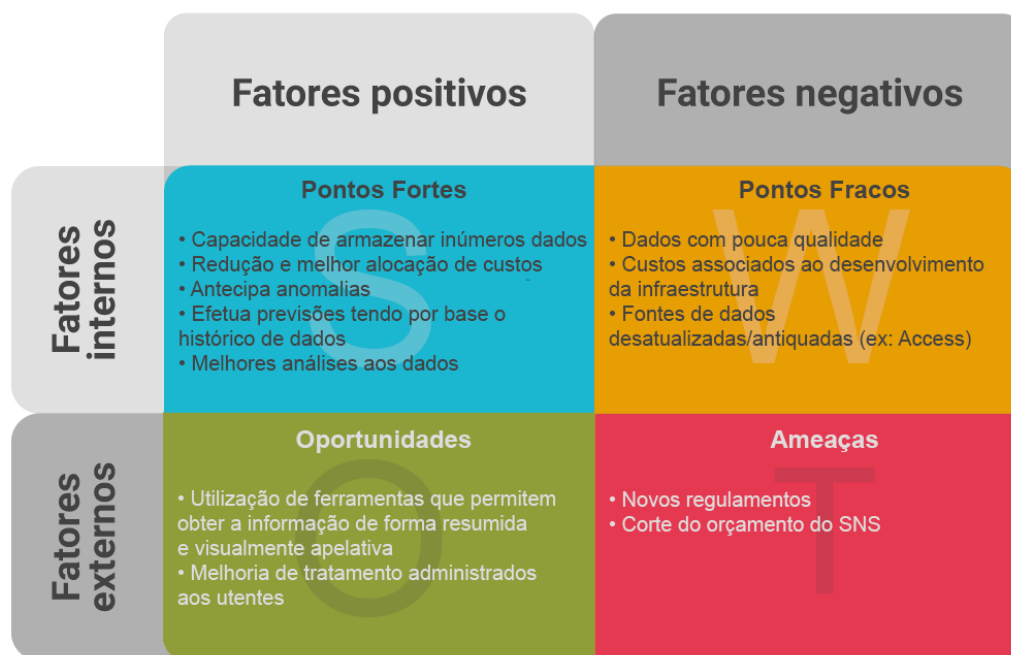 Fatores positivos
Fatores negativos
Fatores
internos
Pontos Fortes
S
• Capacidade de armazenar inúmeros dados
• Redução e melhor alocação de custos
• Antecipa anomalias
• Efetua previsões tendo por base o
histórico de dados
• Melhores análises aos dados
Pontos Fracos
W
• Dados com pouca qualidade
• Custos associados ao desenvolvimento
da infraestrutura
• Fontes de dados
desatualizadas/antiquadas (ex: Access)
Fatores
externos
Oportunidades
O
• Utilização de ferramentas que permitem
obter a informação de forma resumida
e visualmente apelativa
• Melhoria de tratamento administrados
aos utentes
Ameaças
T
• Novos regulamentos
• Corte do orçamento do SNS